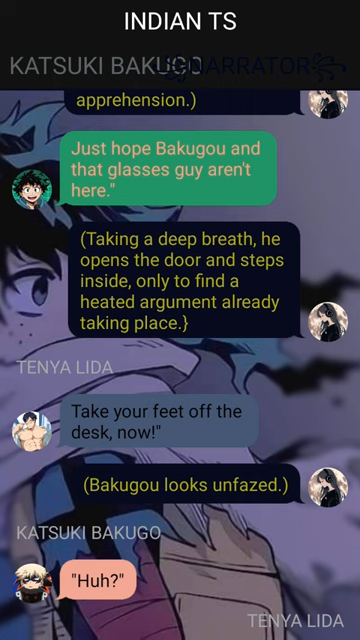 INDIAN TS
KATSUKI BAKUGO
꧁NARRATOR꧂
apprehension.)
Just hope Bakugou and
that glasses guy aren't
here."
(Taking a deep breath, he
opens the door and steps
inside, only to find a
heated argument already
taking place.}
TENYA LIDA
Take your feet off the
desk, now!"
(Bakugou looks unfazed.)
KATSUKI BAKUGO
"Huh?"
TENYA LIDA